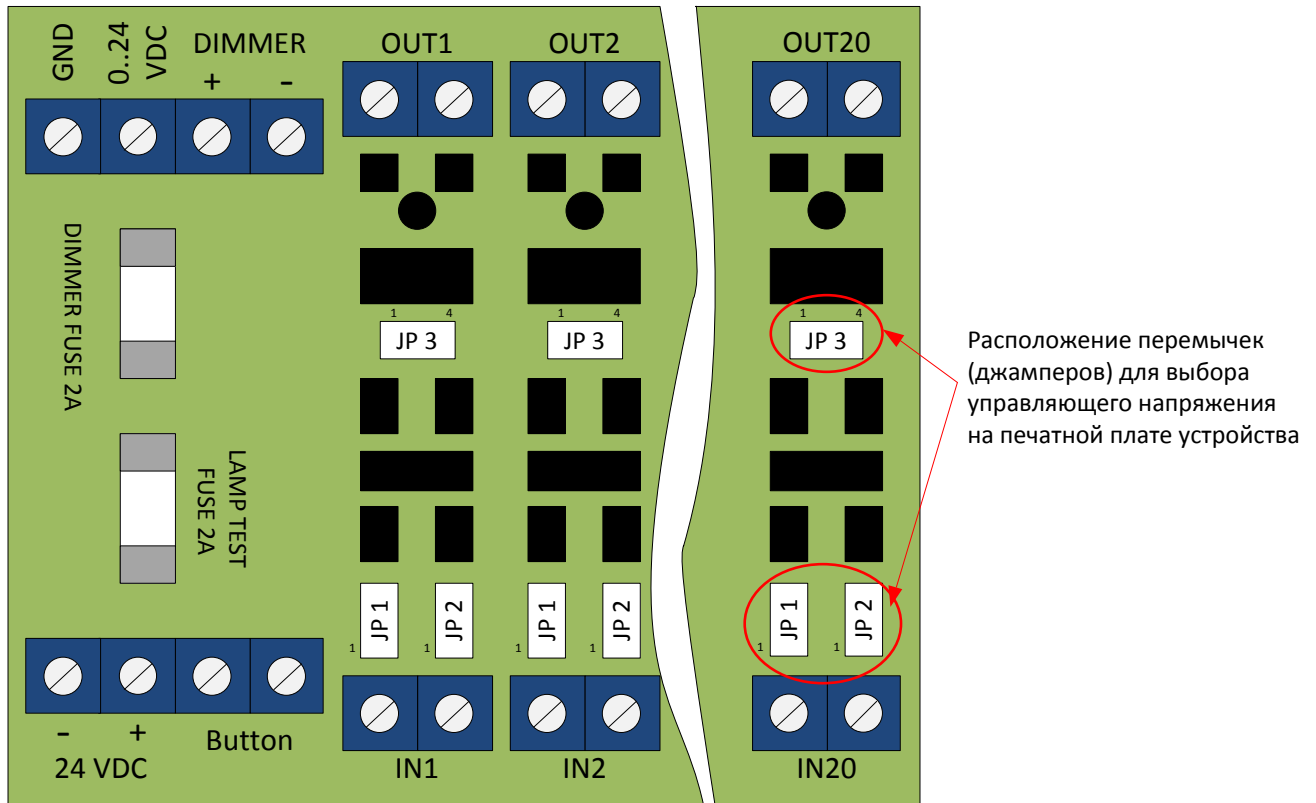 GND
0..24
VDC
DIMMER
+ -
OUT1
OUT2
OUT20
DIMMER FUSE 2A
1 4
JP 3
1 4
JP 3
1 4
JP 3
Расположение перемычек
(джамперов) для выбора
управляющего напряжения
на печатной плате устройства
LAMP TEST
FUSE 2A
JP 1
JP 2
JP 1
JP 2
JP 1
JP 2
1 1 1 1 1 1
- +
24 VDC
Button
IN1
IN2
IN20